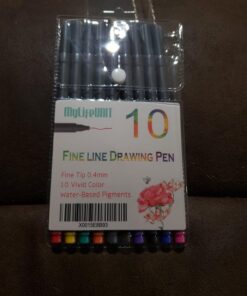 MyLifeUNIT
10
FINE LINE DRAWING PEN
Fine Tip 0.4mm
10 Vivid Color
Water-Based Pigments